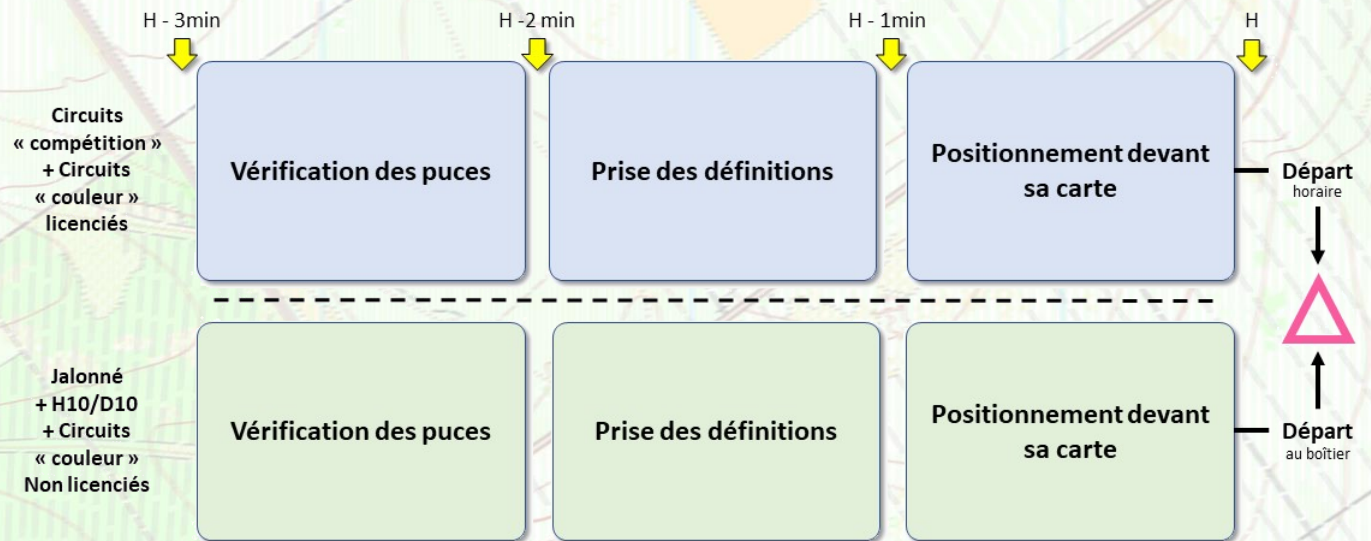 H - 3min
H -2 min
H - 1min
H
Circuits
« compétition »
+ Circuits
« couleur »
licenciés
Vérification des puces
Prise des définitions
Positionnement devant
sa carte
Départ
horaire
Jalonné
+ H10/D10
+ Circuits
« couleur »
Non licenciés
Vérification des puces
Prise des définitions
Positionnement devant
sa carte
Départ
au boîtier